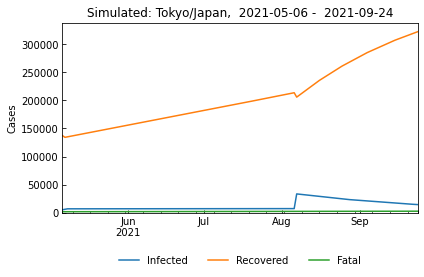 Simulated: Tokyo/Japan,  2021-05-06 -  2021-09-24
Cases
300000
250000
200000
150000
100000
50000
0
Jun
2021
Jul
Aug
Sep
Infected
Recovered
Fatal